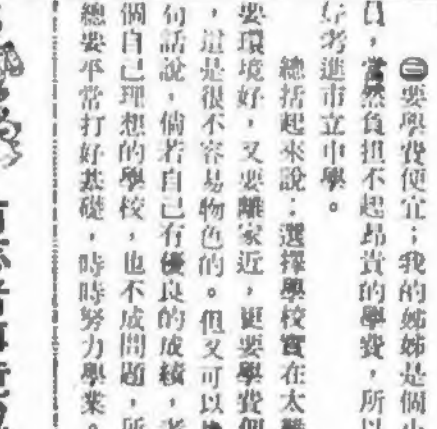 ㊂要學費便宜；我的姊姊是個小
員，當然負擔不起昂貴的學費，所以
好考進市立中學。
總括起來說：選擇學校實在太難
要環境好，又要離家近，更要學費便
，這是很不容易物色的。但又可以
句話說，倘若自己有優良的成績，考
個自己理想的學校，也不成問題，所
總要平常打好基礎，時時努力學業。